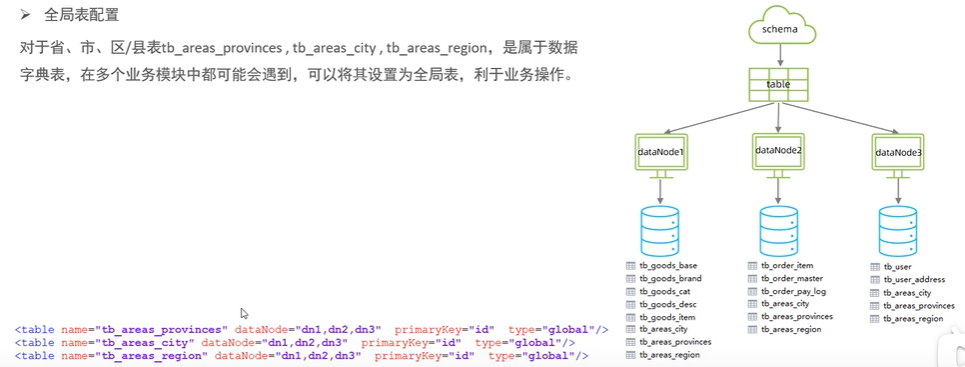 ➢ 全局表配置
对于省、市、区/县表tb_areas_provinces , tb_areas_city , tb_areas_region，是属于数据
字典表，在多个业务模块中都可能会遇到，可以将其设置为全局表，利于业务操作。
<table name="tb_areas_provinces" dataNode="dn1,dn2,dn3" primaryKey="id" type="global"/>
<table name="tb_areas_city" dataNode="dn1,dn2,dn3" primaryKey="id" type="global"/>
<table name="tb_areas_region" dataNode="dn1,dn2,dn3" primaryKey="id" type="global"/>
schema
table
dataNode1
dataNode2
dataNode3
tb_goods_base
tb_goods_brand
tb_goods_cat
tb_goods_desc
tb_goods_item
tb_areas_city
tb_areas_provinces
tb_areas_region
tb_order_item
tb_order_master
tb_order_pay_log
tb_areas_city
tb_areas_provinces
tb_areas_region
tb_user
tb_user_address
tb_areas_city
tb_areas_provinces
tb_areas_region